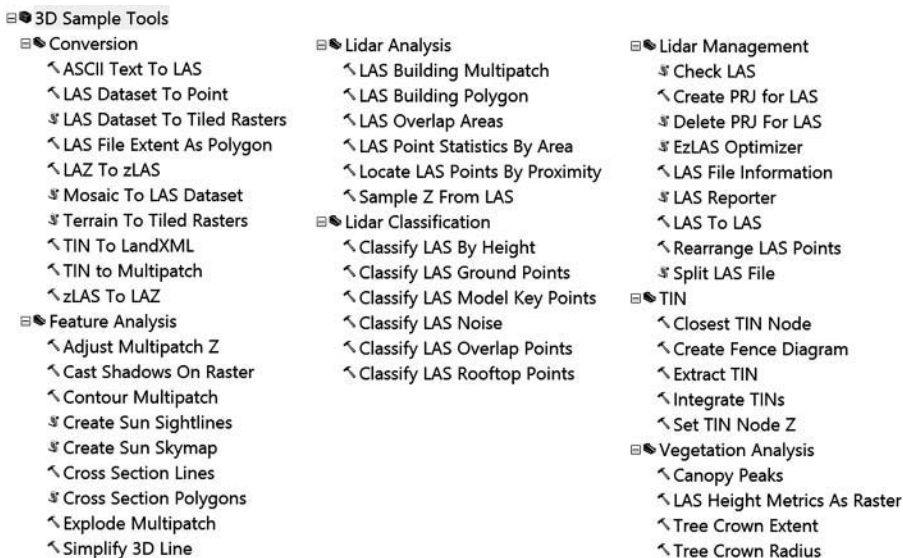 3D Sample Tools
Conversion
ASCII Text To LAS
LAS Dataset To Point
LAS Dataset To Tiled Rasters
LAS File Extent As Polygon
LAZ To zLAS
Mosaic To LAS Dataset
Terrain To Tiled Rasters
TIN To LandXML
TIN to Multipatch
zLAS To LAZ
Feature Analysis
Adjust Multipatch Z
Cast Shadows On Raster
Contour Multipatch
Create Sun Sightlines
Create Sun Skymap
Cross Section Lines
Cross Section Polygons
Explode Multipatch
Simplify 3D Line
Lidar Analysis
LAS Building Multipatch
LAS Building Polygon
LAS Overlap Areas
LAS Point Statistics By Area
Locate LAS Points By Proximity
Sample Z From LAS
Lidar Classification
Classify LAS By Height
Classify LAS Ground Points
Classify LAS Model Key Points
Classify LAS Noise
Classify LAS Overlap Points
Classify LAS Rooftop Points
Lidar Management
Check LAS
Create PRJ for LAS
Delete PRJ For LAS
EzLAS Optimizer
LAS File Information
LAS Reporter
LAS To LAS
Rearrange LAS Points
Split LAS File
TIN
Closest TIN Node
Create Fence Diagram
Extract TIN
Integrate TINs
Set TIN Node Z
Vegetation Analysis
Canopy Peaks
LAS Height Metrics As Raster
Tree Crown Extent
Tree Crown Radius